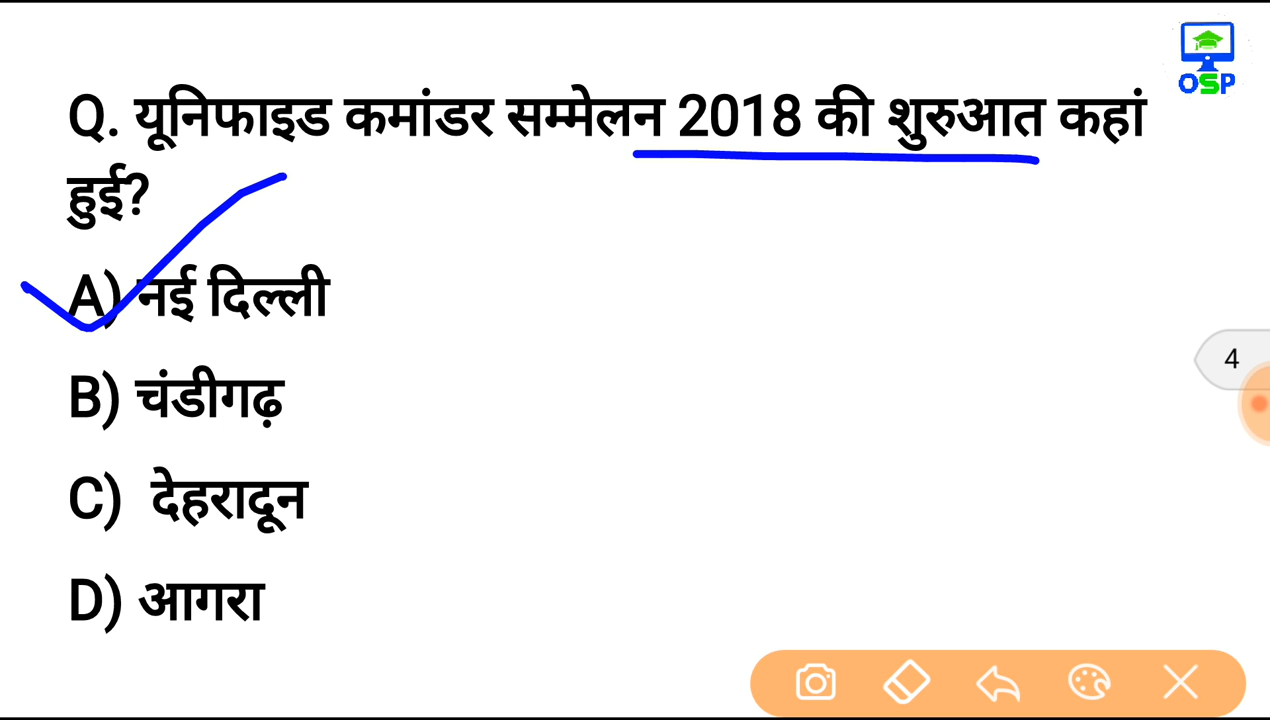 OSP
Q. यूनिफाइड कमांडर सम्मेलन 2018 की शुरुआत कहां
हुई?
A) नई दिल्ली
B) चंडीगढ़
4
C) देहरादून
D) आगरा